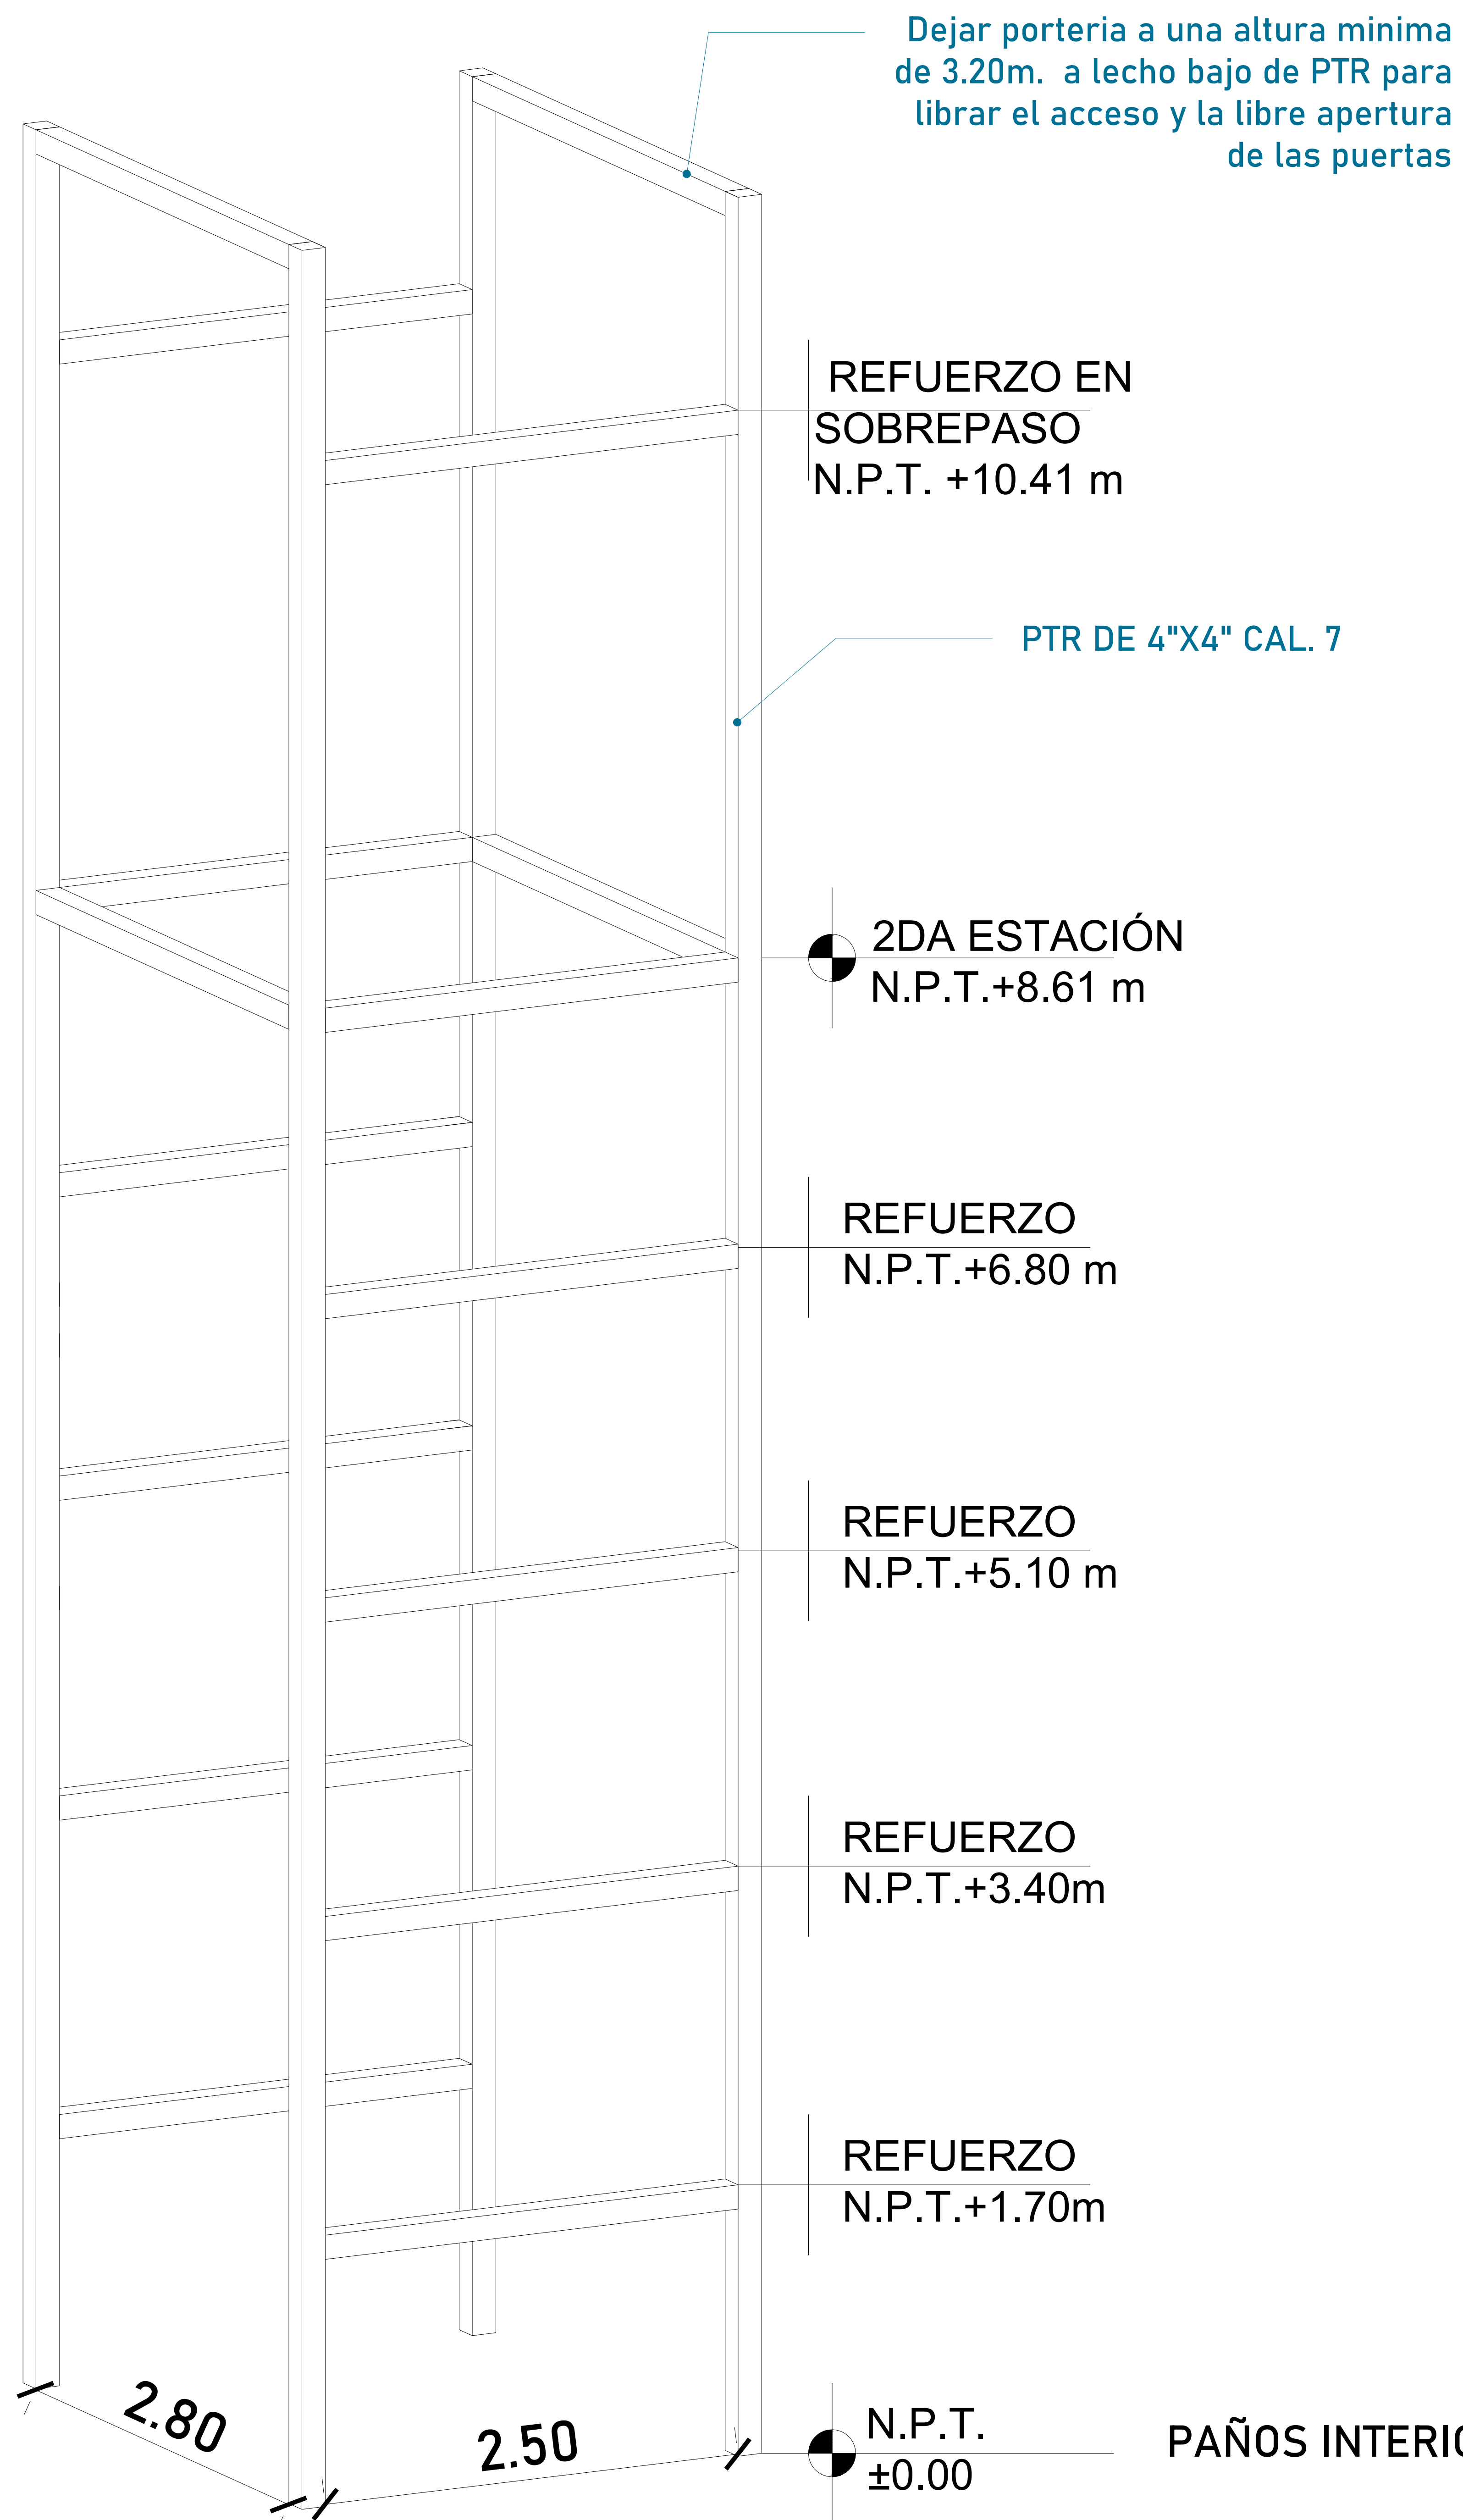 Dejar porteria a una altura minima
de 3.20m. a lecho bajo de PTR para
librar el acceso y la libre apertura
de las puertas
REFUERZO EN
SOBREPASO
N.P.T. +10.41 m
PTR DE 4"X4" CAL. 7
2DA ESTACIÓN
N.P.T.+8.61 m
REFUERZO
N.P.T.+6.80 m
REFUERZO
N.P.T.+5.10 m
REFUERZO
N.P.T.+3.40m
REFUERZO
N.P.T.+1.70m
2.80
2.50
N.P.T.
±0.00
PAÑOS